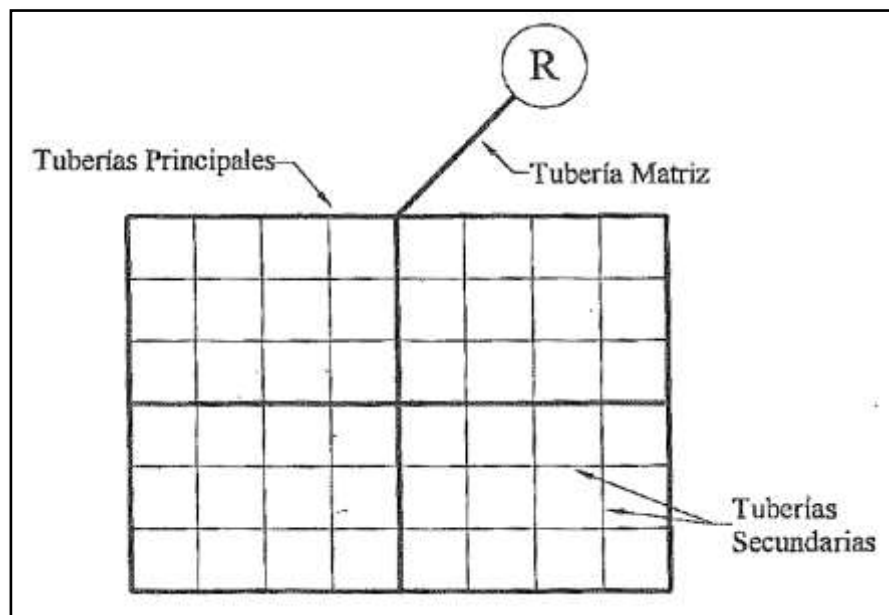 R
Tuberías Principales
Tubería Matriz
Tuberías
Secundarias